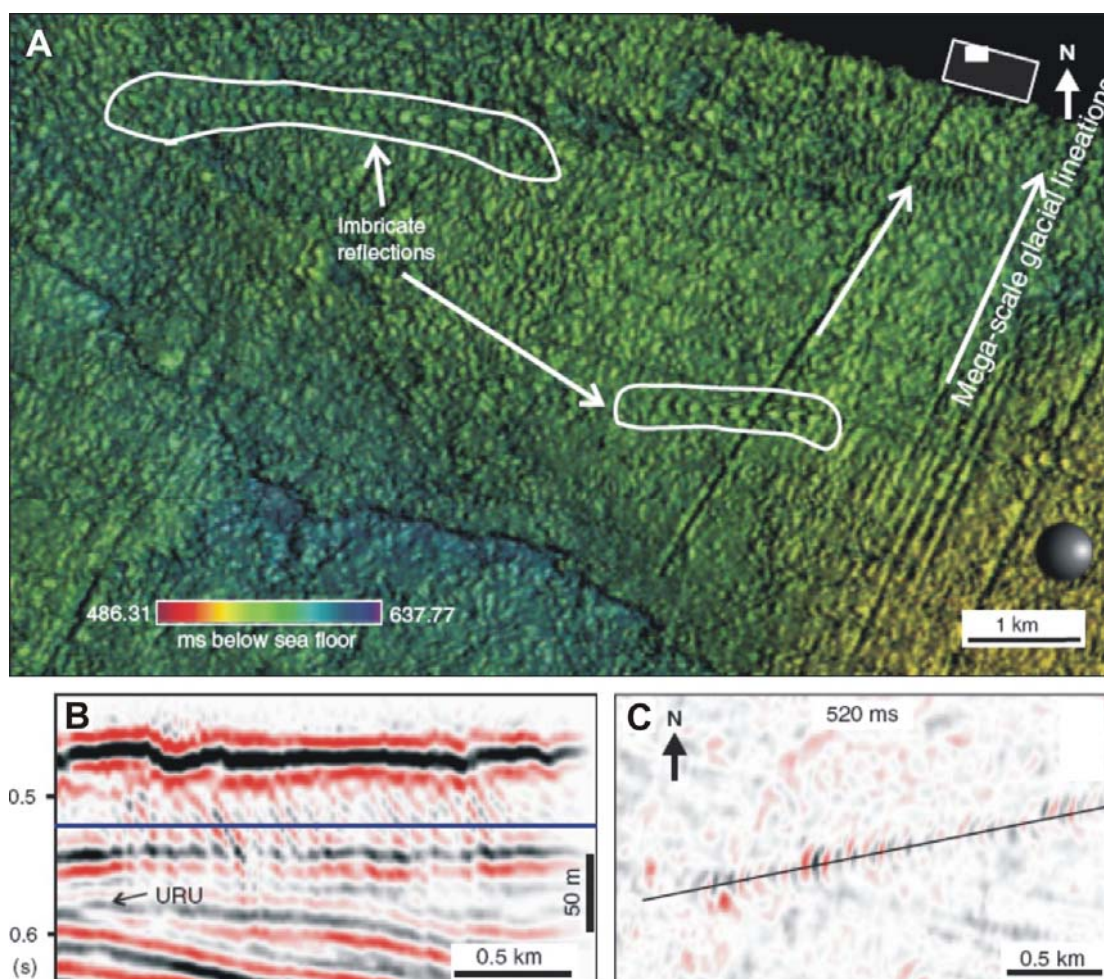 A
N
Mega-scale glacial lineations
Imbricate
reflections
486.31
637.77
ms below sea floor
1 km
B
0.5
URU
50 m
0.6
(s)
0.5 km
C
N
520 ms
0.5 km